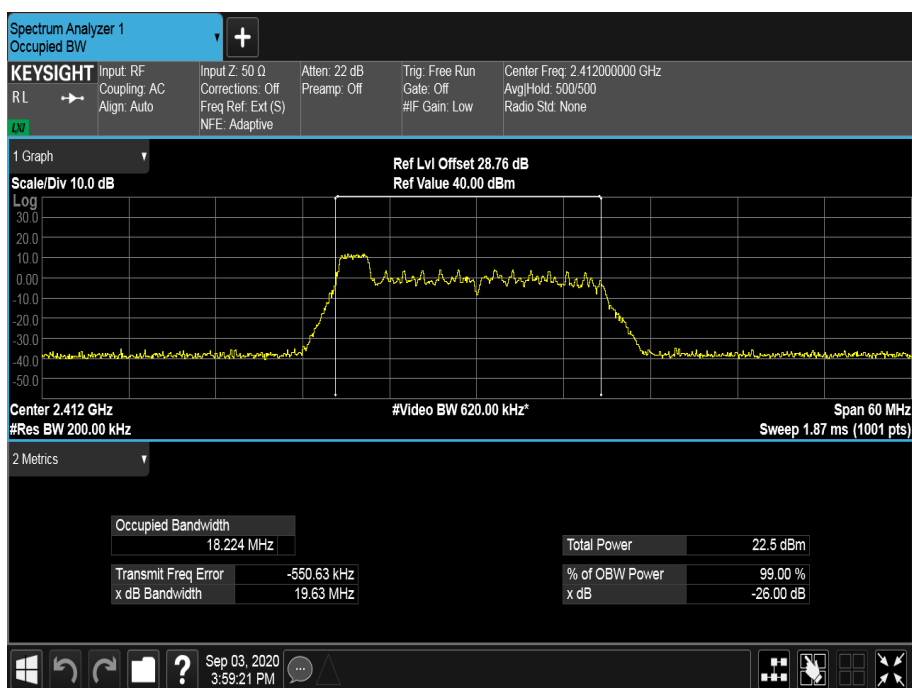 Spectrum Analyzer 1
Occupied BW
+
KEYSIGHT
RL
LXI
Input: RF
Coupling: AC
Align: Auto
Input Z: 50 Ω
Corrections: Off
Freq Ref: Ext (S)
NFE: Adaptive
Atten: 22 dB
Preamp: Off
Trig: Free Run
Gate: Off
#IF Gain: Low
Center Freq: 2.412000000 GHz
Avg|Hold: 500/500
Radio Std: None
1 Graph
Scale/Div 10.0 dB
Ref Lvl Offset 28.76 dB
Ref Value 40.00 dBm
Log
30.0
20.0
10.0
0.00
-10.0
-20.0
-30.0
-40.0
-50.0
Center 2.412 GHz
#Video BW 620.00 kHz*
Span 60 MHz
#Res BW 200.00 kHz
Sweep 1.87 ms (1001 pts)
2 Metrics
Occupied Bandwidth
18.224 MHz
Total Power 22.5 dBm
Transmit Freq Error -550.63 kHz
% of OBW Power 99.00 %
x dB Bandwidth 19.63 MHz
x dB -26.00 dB
?
Sep 03, 2020
3:59:21 PM